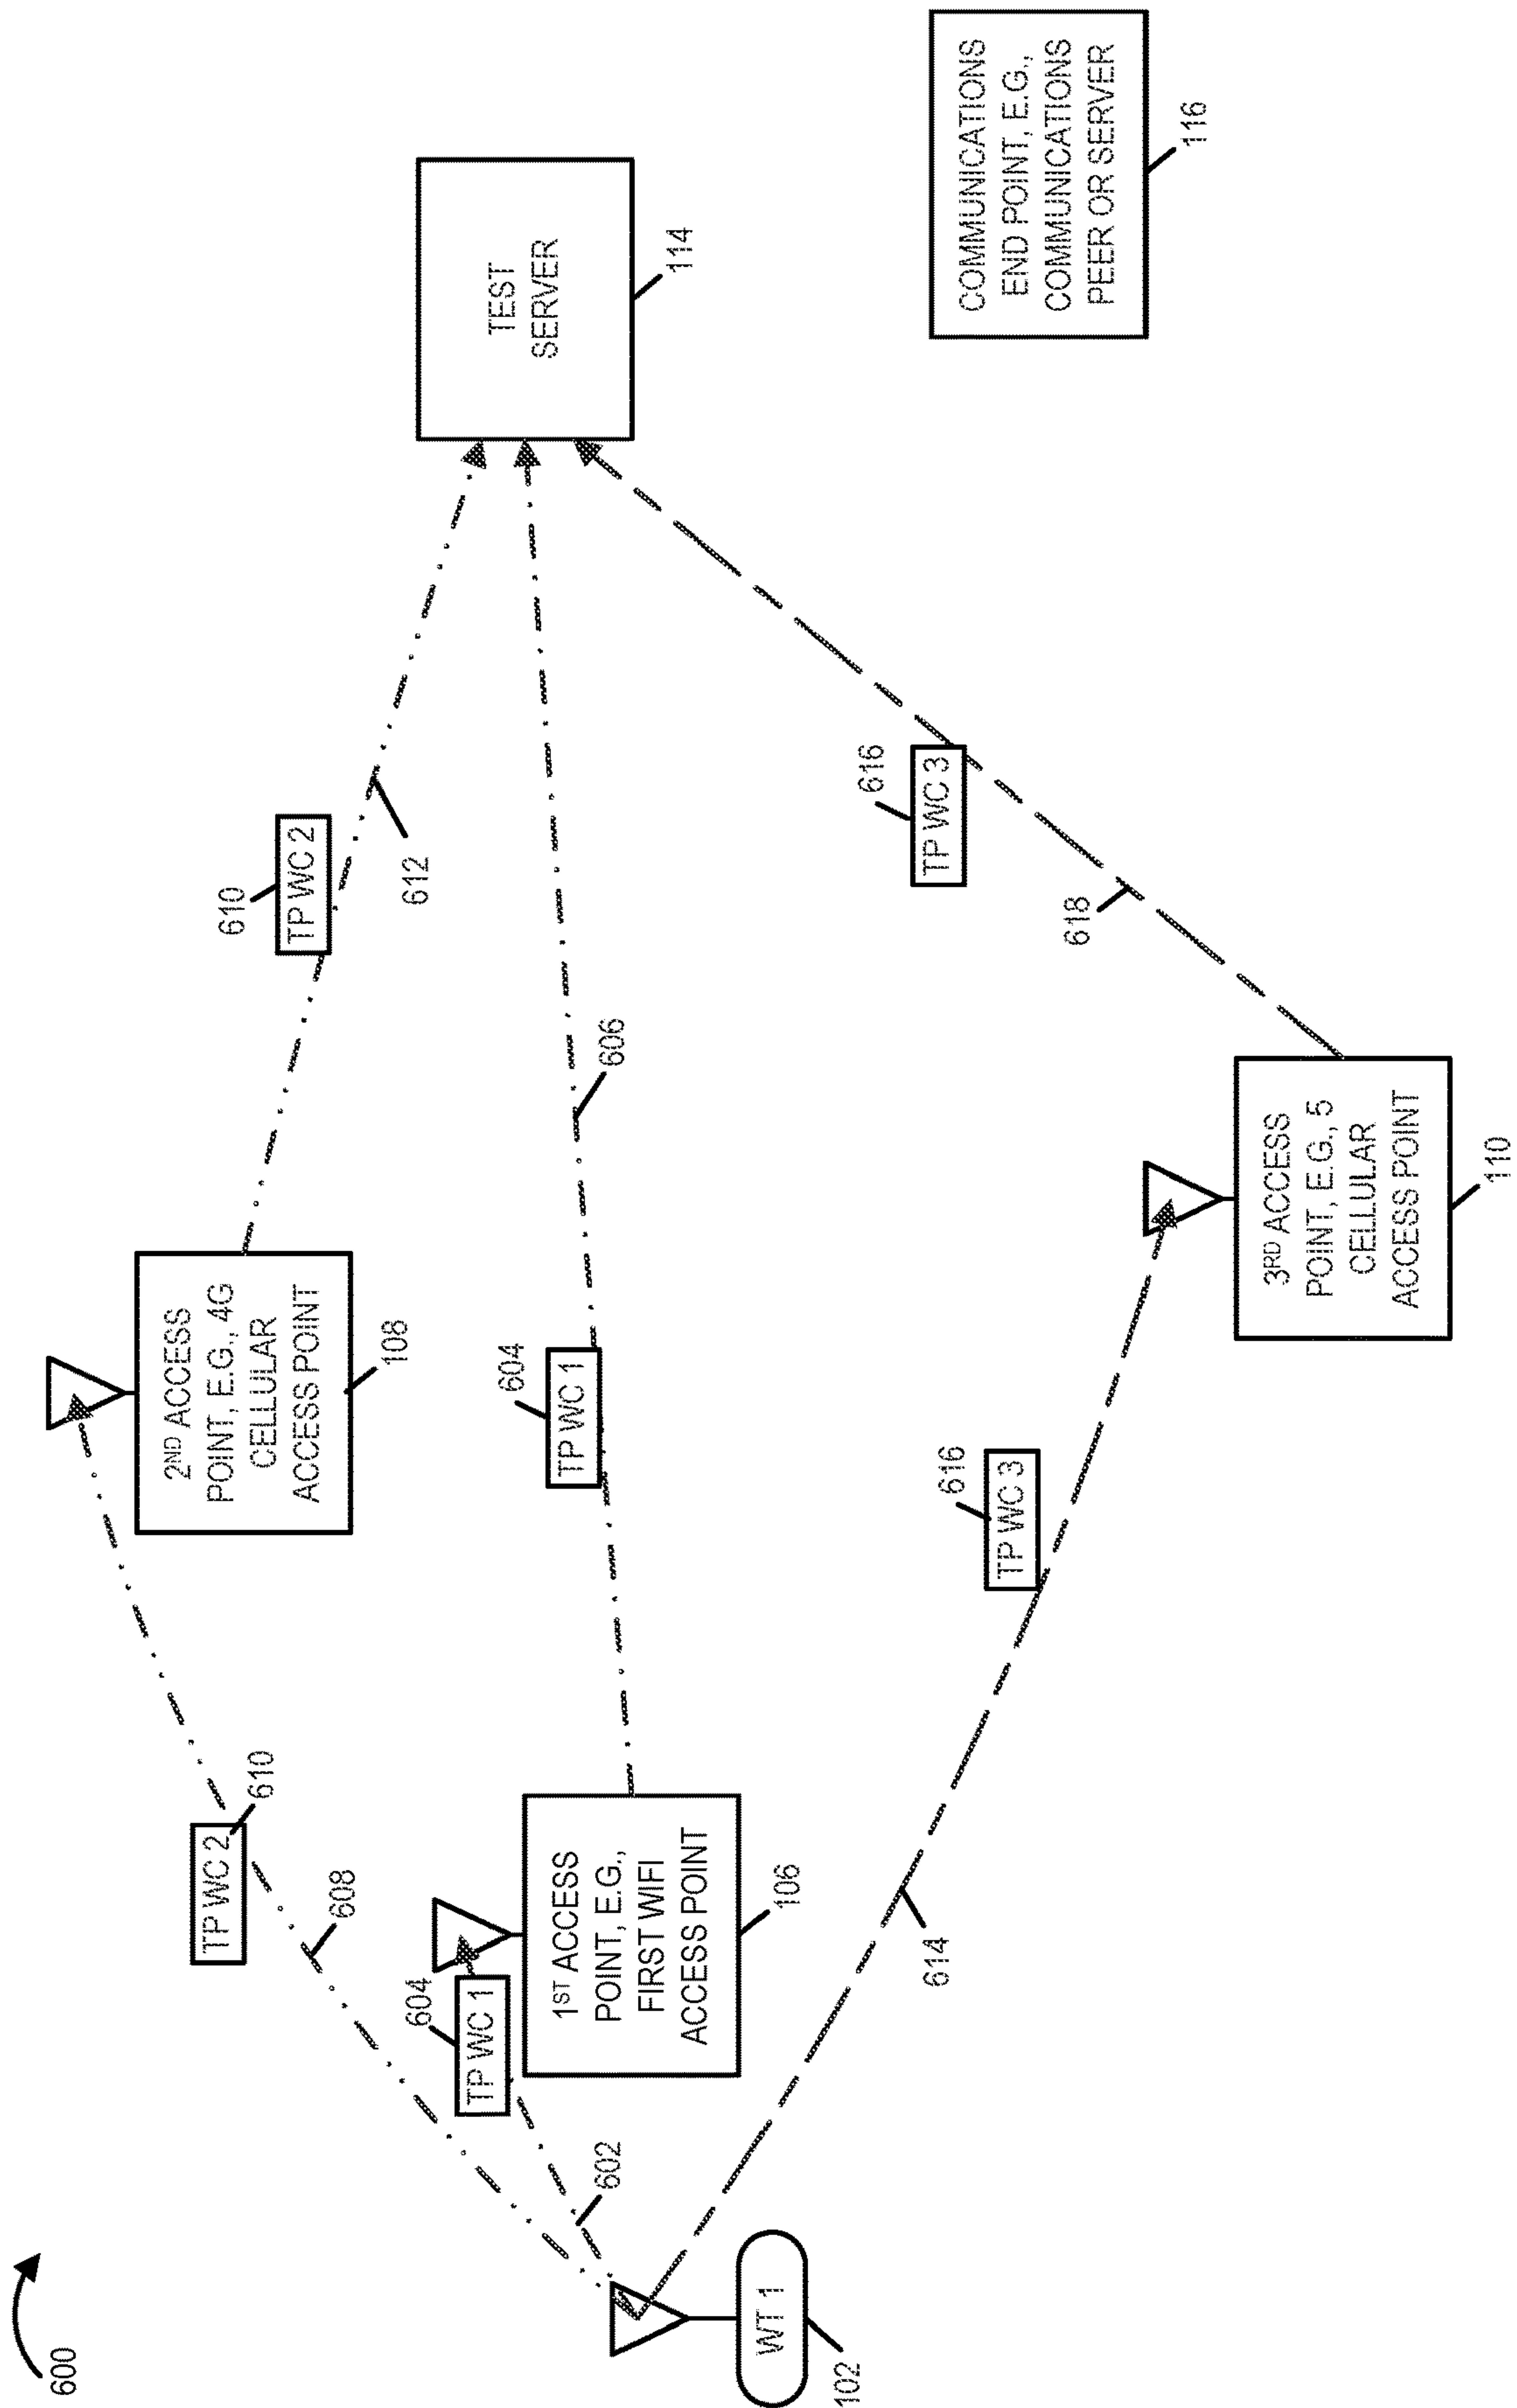 600
TP WC 2
610
608
2ND ACCESS
POINT, E.G., 4G
CELLULAR
ACCESS POINT
108
610
TP WC 2
612
TEST
SERVER
114
WT 1
102
602
604
TP WC 1
1ST ACCESS
POINT, E.G.,
FIRST WIFI
ACCESS POINT
106
604
TP WC 1
606
614
616
TP WC 3
3RD ACCESS
POINT, E.G., 5
CELLULAR
ACCESS POINT
110
616
TP WC 3
618
COMMUNICATIONS
END POINT, E.G.,
COMMUNICATIONS
PEER OR SERVER
116